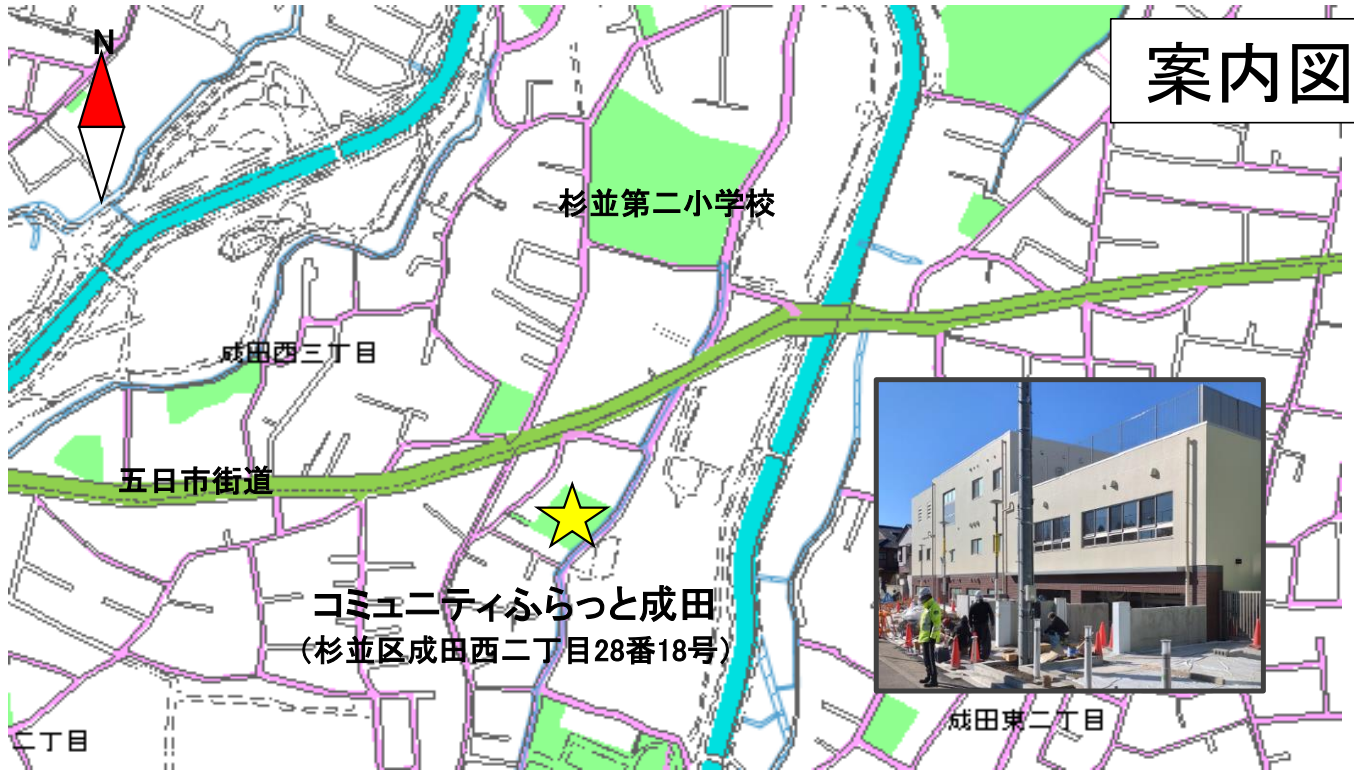 案内図
N
杉並第二小学校
成田西三丁目
五日市街道
コミュニティふらっと成田
（杉並区成田西二丁目28番18号）
成田東二丁目
二丁目